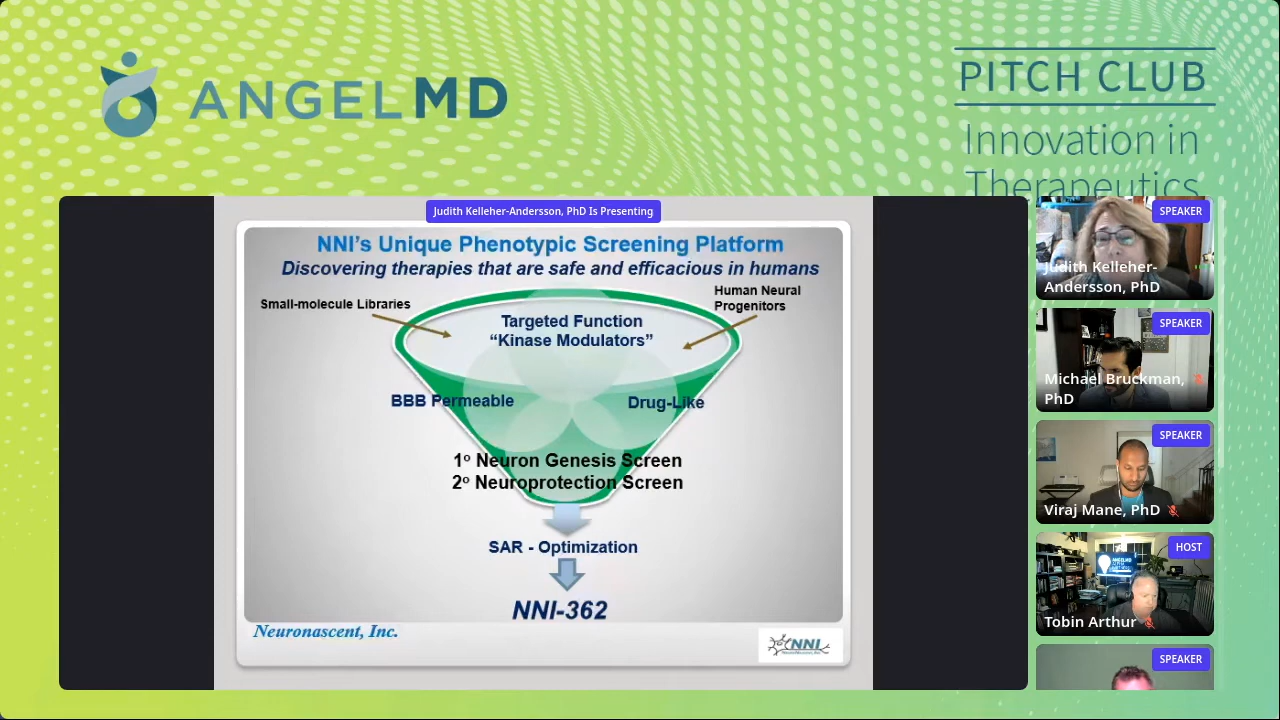 ANGELMD
PITCH CLUB
Innovation in
Therapeutics
Judith Kelleher-Andersson, PhD Is Presenting
NNI's Unique Phenotypic Screening Platform
Discovering therapies that are safe and efficacious in humans
Small-molecule Libraries
Human Neural
Progenitors
Targeted Function
“Kinase Modulators”
BBB Permeable
Drug-Like
1º Neuron Genesis Screen
2º Neuroprotection Screen
SAR - Optimization
NNI-362
Neuronascent, Inc.
NNI
SPEAKER
Judith Kelleher-
Andersson, PhD
SPEAKER
Michael Bruckman,
PhD
SPEAKER
Viraj Mane, PhD
HOST
ANGELMD
Tobin Arthur
SPEAKER